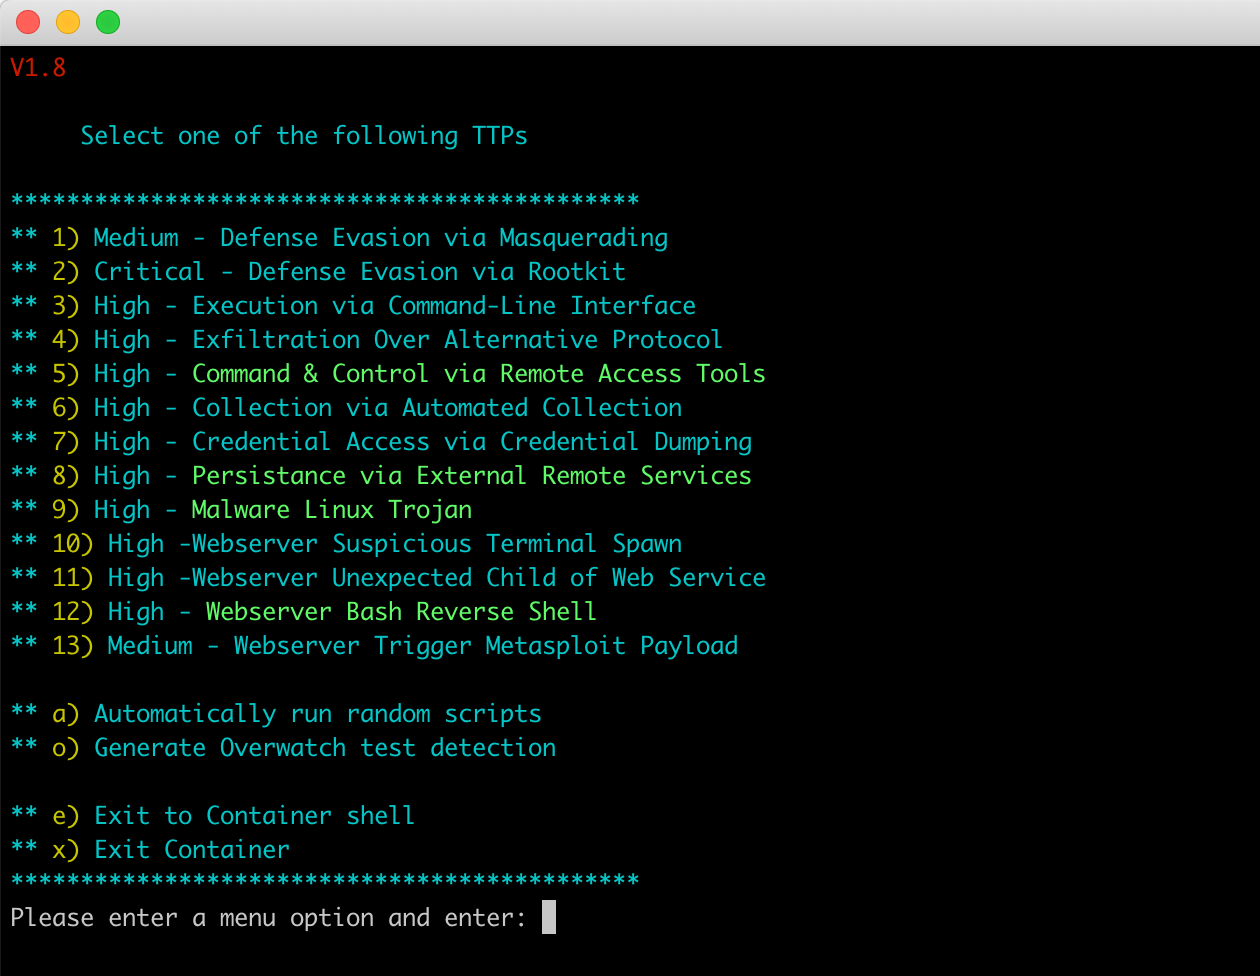 V1.8
Select one of the following TTPs
*********************************************
** 1) Medium - Defense Evasion via Masquerading
** 2) Critical - Defense Evasion via Rootkit
** 3) High - Execution via Command-Line Interface
** 4) High - Exfiltration Over Alternative Protocol
** 5) High - Command & Control via Remote Access Tools
** 6) High - Collection via Automated Collection
** 7) High - Credential Access via Credential Dumping
** 8) High - Persistance via External Remote Services
** 9) High - Malware Linux Trojan
** 10) High -Webserver Suspicious Terminal Spawn
** 11) High -Webserver Unexpected Child of Web Service
** 12) High - Webserver Bash Reverse Shell
** 13) Medium - Webserver Trigger Metasploit Payload
** a) Automatically run random scripts
** o) Generate Overwatch test detection
** e) Exit to Container shell
** x) Exit Container
*********************************************
Please enter a menu option and enter: